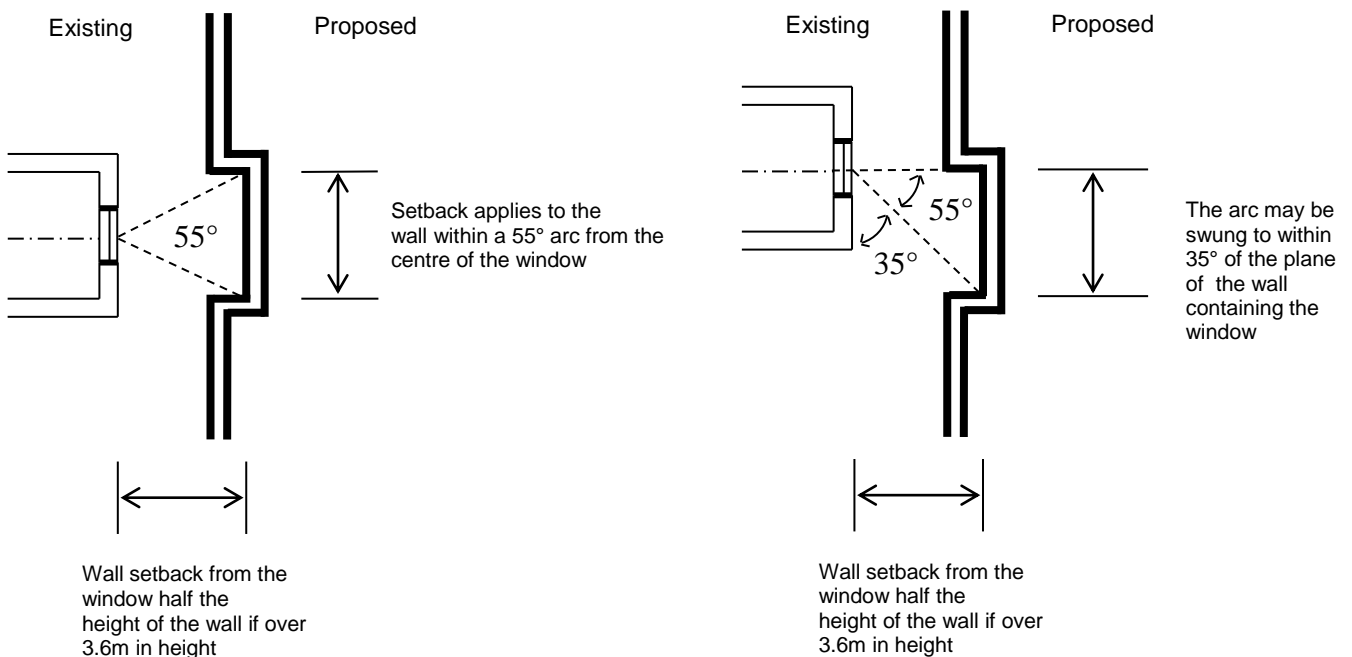 Existing
Proposed
55°
Setback applies to the
wall within a 55° arc from the
centre of the window
Wall setback from the
window half the
height of the wall if over
3.6m in height
Existing
Proposed
55°
35°
The arc may be
swung to within
35° of the plane
of the wall
containing the
window
Wall setback from the
window half the
height of the wall if over
3.6m in height